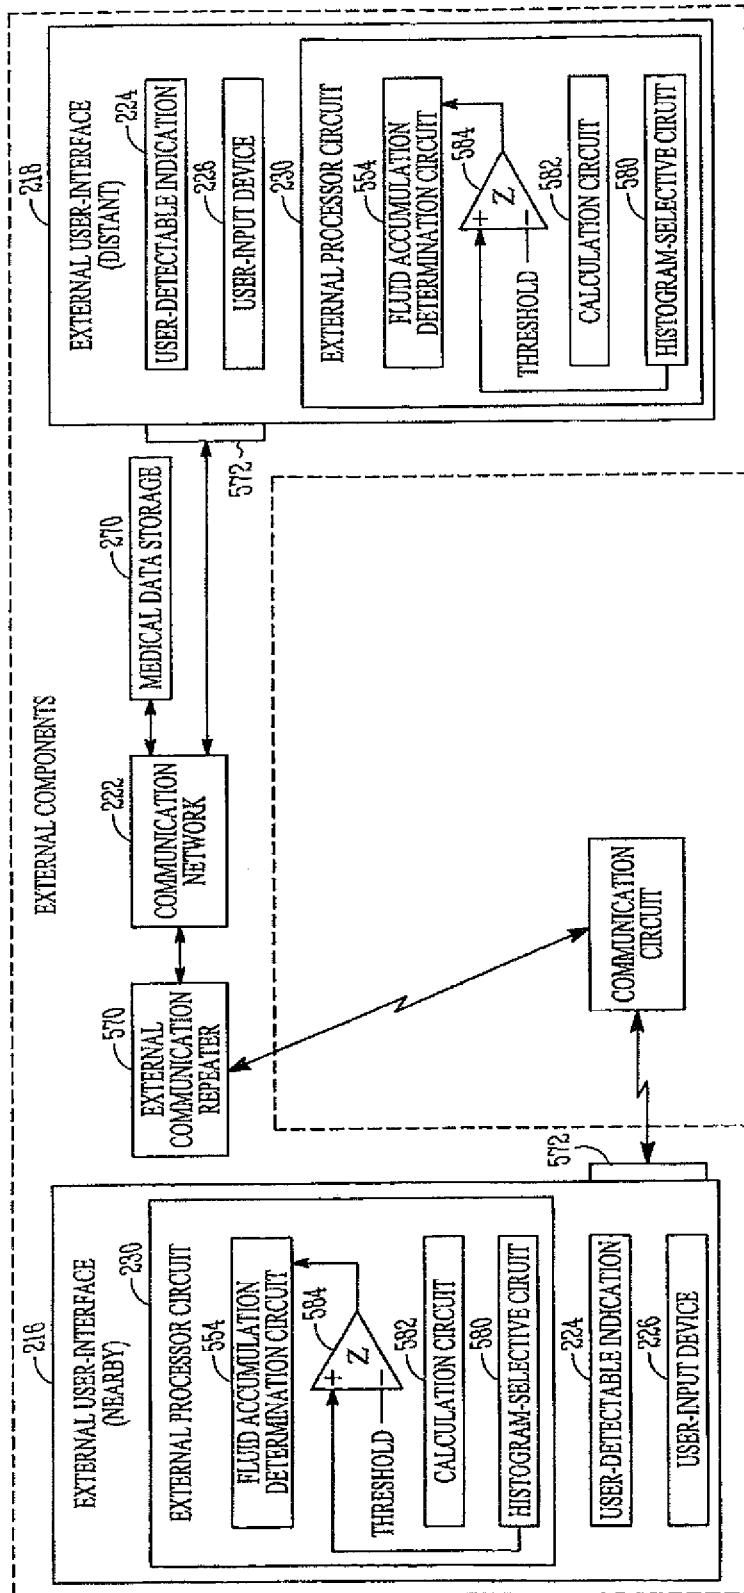 EXTERNAL COMPONENTS
216
EXTERNAL USER-INTERFACE
(NEARBY)
230
EXTERNAL PROCESSOR CIRCUIT
554
FLUID ACCUMULATION
DETERMINATION CIRCUIT
584
+
Z
−
THRESHOLD
582
CALCULATION CIRCUIT
580
HISTOGRAM-SELECTIVE CIRUIT
224
USER-DETECTABLE INDICATION
226
USER-INPUT DEVICE
572
570
EXTERNAL
COMMUNICATION
REPEATER
222
COMMUNICATION
NETWORK
270
MEDICAL DATA STORAGE
COMMUNICATION
CIRCUIT
572
218
EXTERNAL USER-INTERFACE
(DISTANT)
224
USER-DETECTABLE INDICATION
226
USER-INPUT DEVICE
230
EXTERNAL PROCESSOR CIRCUIT
554
FLUID ACCUMULATION
DETERMINATION CIRCUIT
584
+
Z
−
THRESHOLD
582
CALCULATION CIRCUIT
580
HISTOGRAM-SELECTIVE CIRUIT